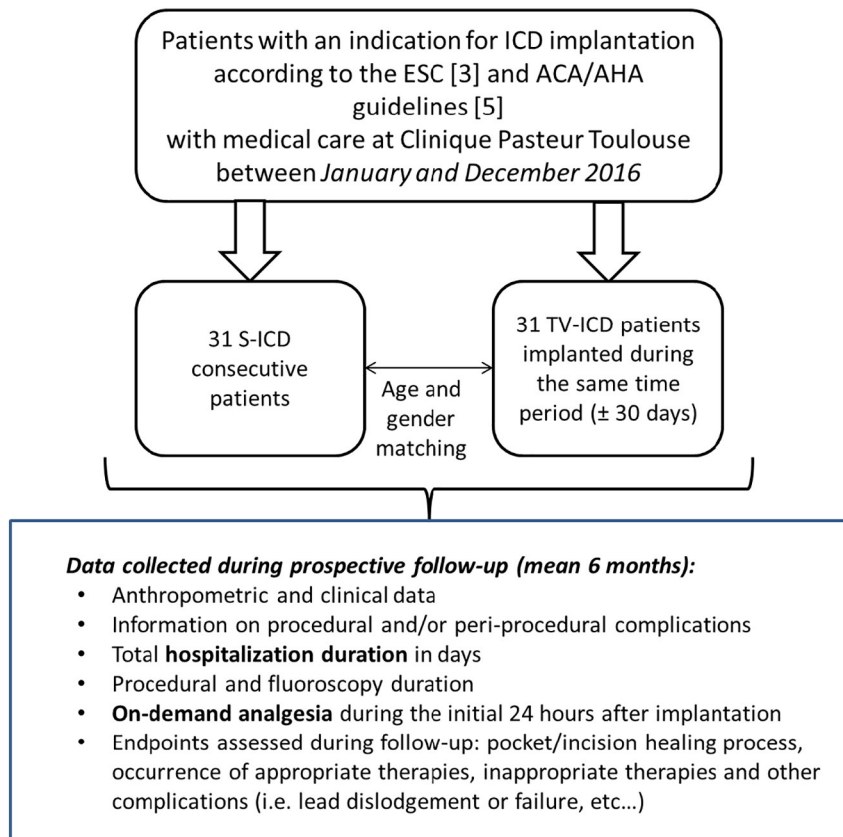 Patients with an indication for ICD implantation
according to the ESC [3] and ACA/AHA
guidelines [5]
with medical care at Clinique Pasteur Toulouse
between January and December 2016
31 S-ICD
consecutive
patients
Age and
gender
matching
31 TV-ICD patients
implanted during
the same time
period (± 30 days)
Data collected during prospective follow-up (mean 6 months):
• Anthropometric and clinical data
• Information on procedural and/or peri-procedural complications
• Total hospitalization duration in days
• Procedural and fluoroscopy duration
• On-demand analgesia during the initial 24 hours after implantation
• Endpoints assessed during follow-up: pocket/incision healing process,
occurrence of appropriate therapies, inappropriate therapies and other
complications (i.e. lead dislodgement or failure, etc...)